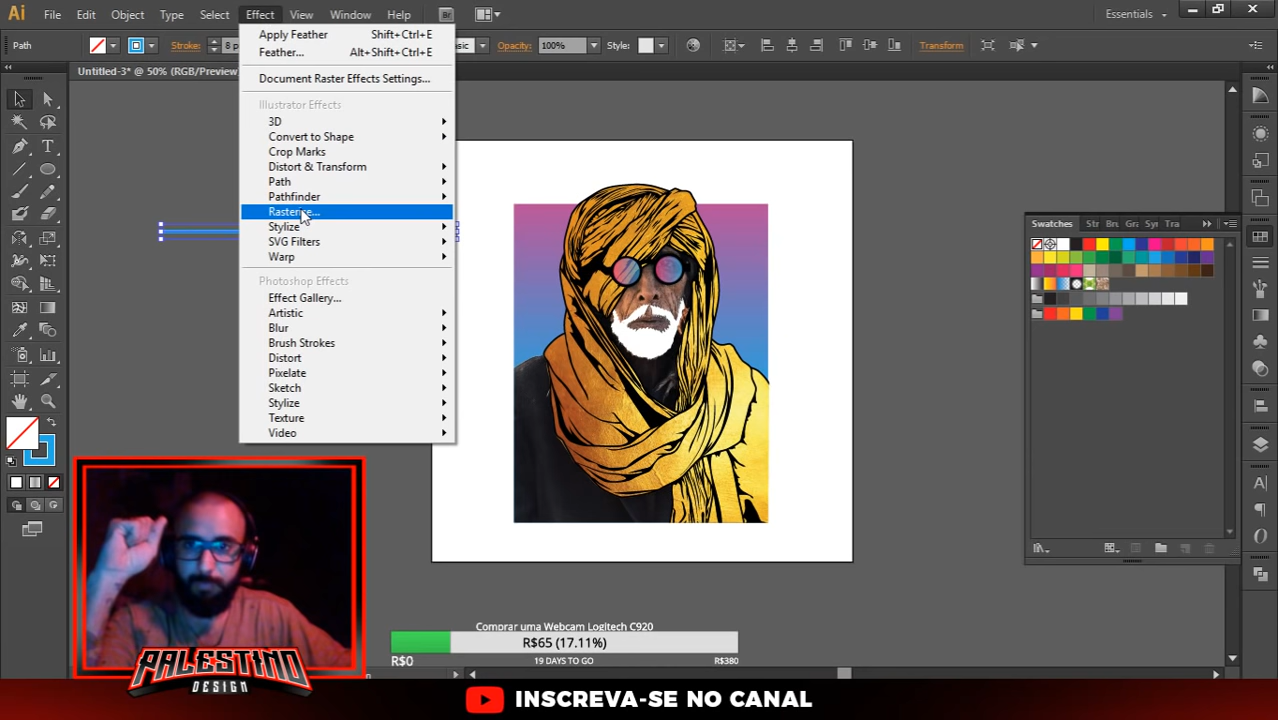 Ai File Edit Object Type Select Effect View Window Help Br Essentials
Path Stroke: 8 p Opacity: 100% Style: Transform
Untitled-3* @ 50% (RGB/Preview
Apply Feather Shift+Ctrl+E
Feather... Alt+Shift+Ctrl+E
Document Raster Effects Settings...
Illustrator Effects
3D
Convert to Shape
Crop Marks
Distort & Transform
Path
Pathfinder
Stylize
SVG Filters
Warp
Photoshop Effects
Effect Gallery...
Artistic
Blur
Brush Strokes
Distort
Pixelate
Sketch
Stylize
Texture
Video
Swatches Str Br Gra Syr Tra
Comprar uma Webcam Logitech C920
R$65 (17.11%)
R$0 19 DAYS TO GO R$380
PALESTINO
DESIGN
INSCREVA-SE NO CANAL